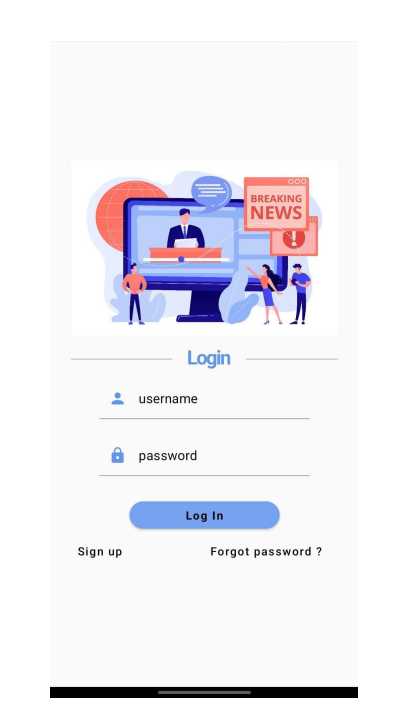 BREAKING
NEWS
Login
username
password
Log In
Sign up
Forgot password ?